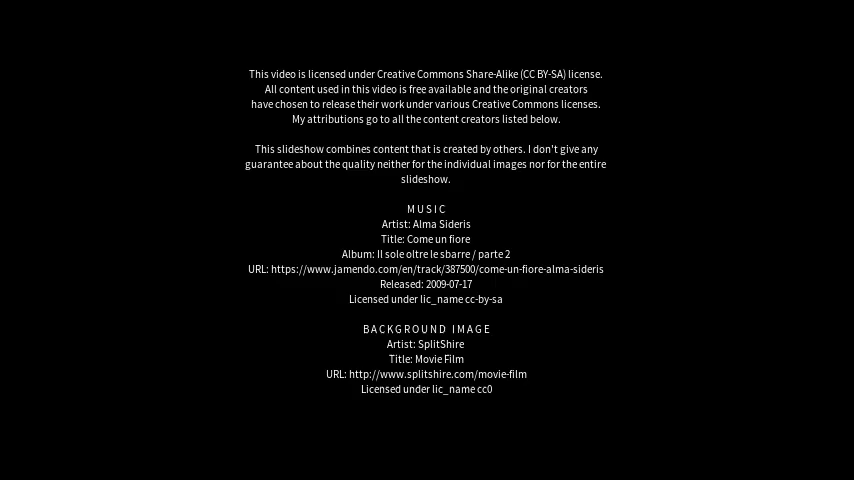 This video is licensed under Creative Commons Share-Alike (CC BY-SA) license.
All content used in this video is free available and the original creators
have chosen to release their work under various Creative Commons licenses.
My attributions go to all the content creators listed below.
This slideshow combines content that is created by others. I don't give any
guarantee about the quality neither for the individual images nor for the entire
slideshow.
MUSIC
Artist: Alma Sideris
Title: Come un fiore
Album: Il sole oltre le sbarre / parte 2
URL: https://www.jamendo.com/en/track/387500/come-un-fiore-alma-sideris
Released: 2009-07-17
Licensed under lic_name cc-by-sa
BACKGROUND IMAGE
Artist: SplitShire
Title: Movie Film
URL: http://www.splitshire.com/movie-film
Licensed under lic_name cc0